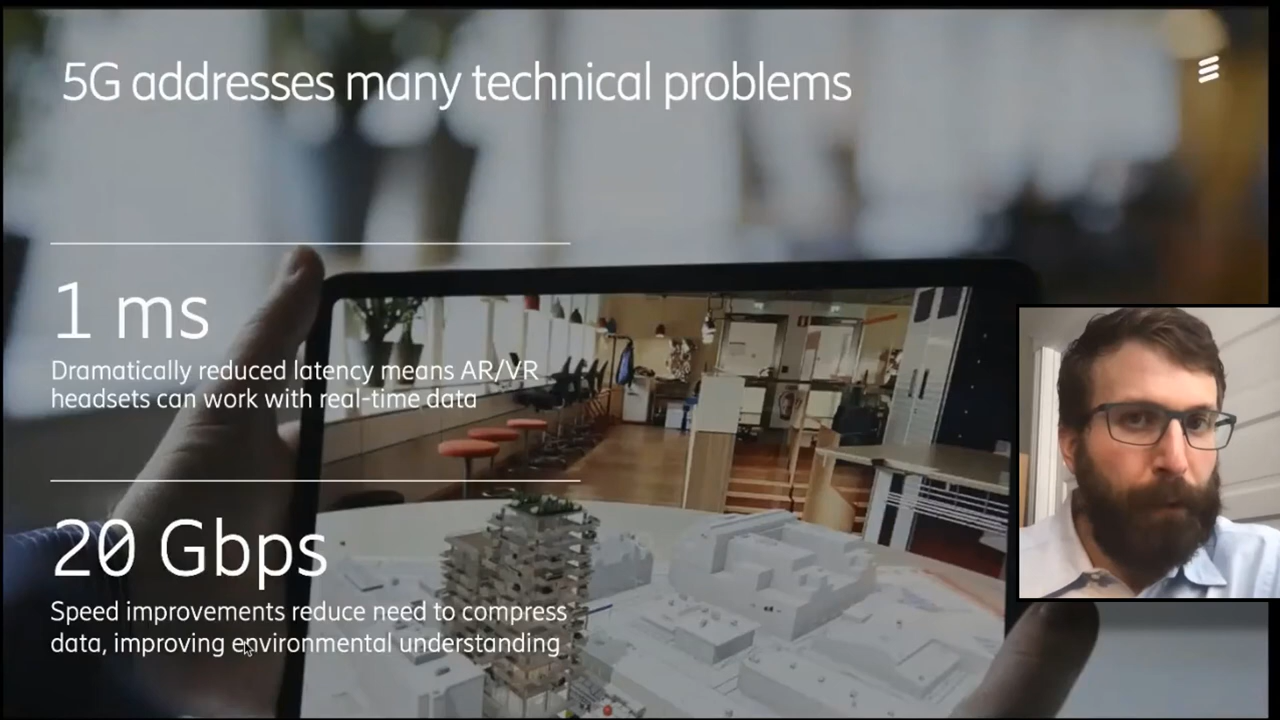 5G addresses many technical problems
1 ms
Dramatically reduced latency means AR/VR
headsets can work with real-time data
20 Gbps
Speed improvements reduce need to compress
data, improving environmental understanding